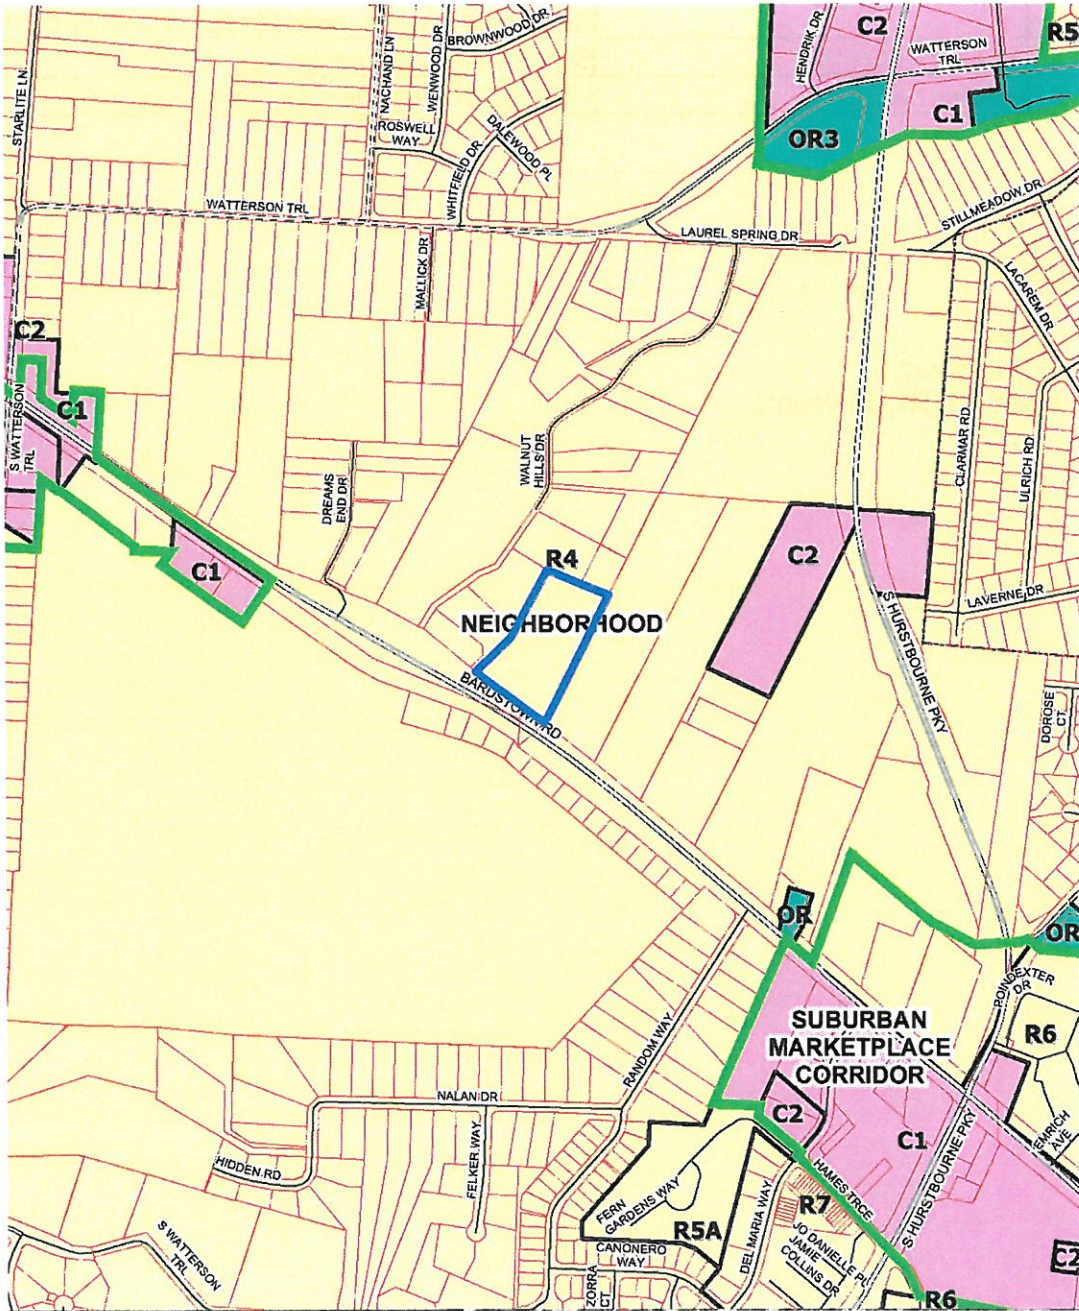 BROWNWOOD DR
HENDRIK DR
C2
R5
WATTERSON
TRL
STARLITE LN
NACHAND LN
WENWOOD DR
ROSWELL
WAY
DALEWOOD PL
WHITFIELD DR
C1
OR3
WATTERSON TRL
STILLMEADOW DR
LAUREL SPRING DR
MALLICK DR
LACAREM DR
C2
C1
S WATTERSON
TRL
CLARMAR RD
ULRICH RD
WALNUT
HILLS DR
DREAMS
END DR
C2
C1
R4
LAVERNE DR
NEIGHBORHOOD
S HURSTBOURNE PKY
BARDSTOWN RD
DOROSE
CT
OR
OR
POINDEXTER
DR
SUBURBAN
MARKETPLACE
CORRIDOR
R6
RANDOM WAY
NALAN DR
C2
C1
EMRICH
AVE
HIDDEN RD
FELKER WAY
HAMES TRCE
S HURSTBOURNE PKY
FERN
GARDENS WAY
R5A
DEL MARIA WAY
R7
JO DANIELLE PL
JAMIE
COLLINS DR
CANONERO
WAY
S WATTERSON
TRL
ZORRA
CT
C2
R6